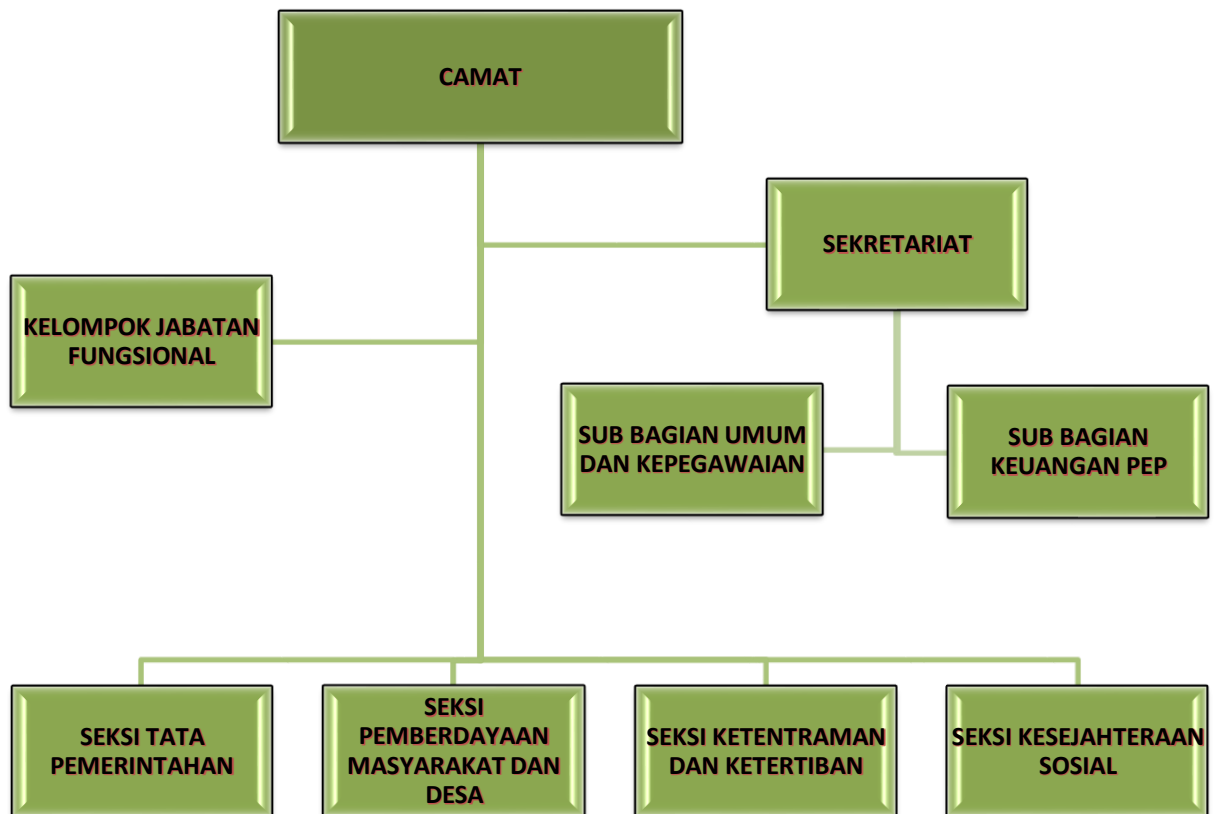 CAMAT
SEKRETARIAT
KELOMPOK JABATAN
FUNGSIONAL
SUB BAGIAN UMUM
DAN KEPEGAWAIAN
SUB BAGIAN
KEUANGAN PEP
SEKSI TATA
PEMERINTAHAN
SEKSI
PEMBERDAYAAN
MASYARAKAT DAN
DESA
SEKSI KETENTRAMAN
DAN KETERTIBAN
SEKSI KESEJAHTERAAN
SOSIAL